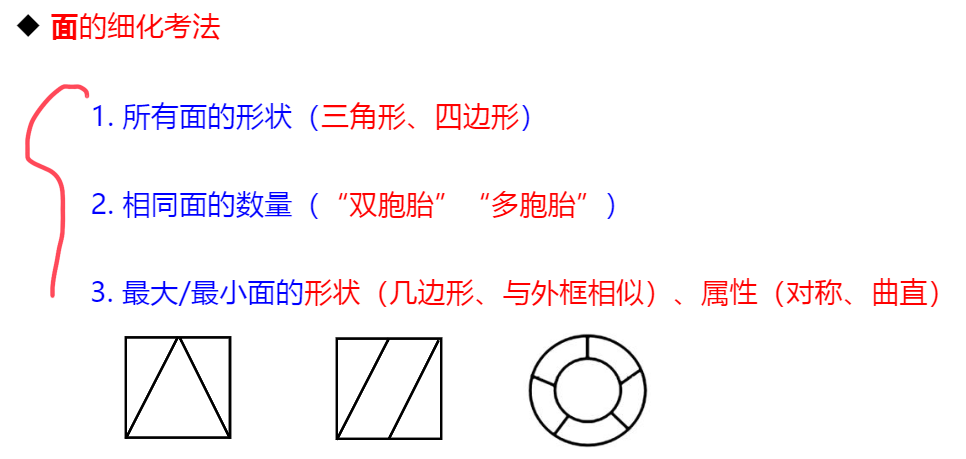 ◆ 面的细化考法
1. 所有面的形状（三角形、四边形）
2. 相同面的数量（“双胞胎”“多胞胎”）
3. 最大/最小面的形状（几边形、与外框相似）、属性（对称、曲直）